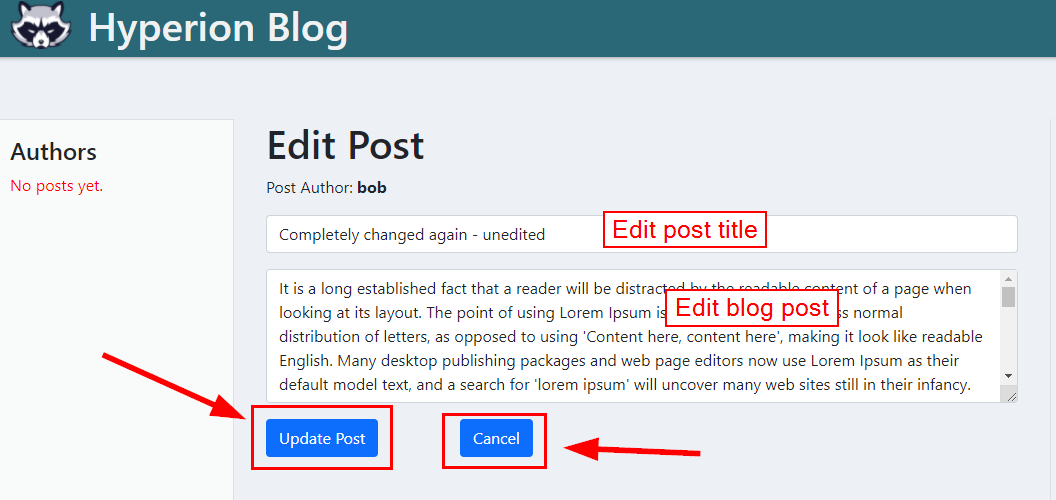 Hyperion Blog
Authors
No posts yet.
Edit Post
Post Author: bob
Completely changed again - unedited
Edit post title
It is a long established fact that a reader will be distracted by the readable content of a page when
looking at its layout. The point of using Lorem Ipsum is ss normal
Edit blog post
distribution of letters, as opposed to using 'Content here, content here', making it look like readable
English. Many desktop publishing packages and web page editors now use Lorem Ipsum as their
default model text, and a search for 'lorem ipsum' will uncover many web sites still in their infancy.
Update Post
Cancel